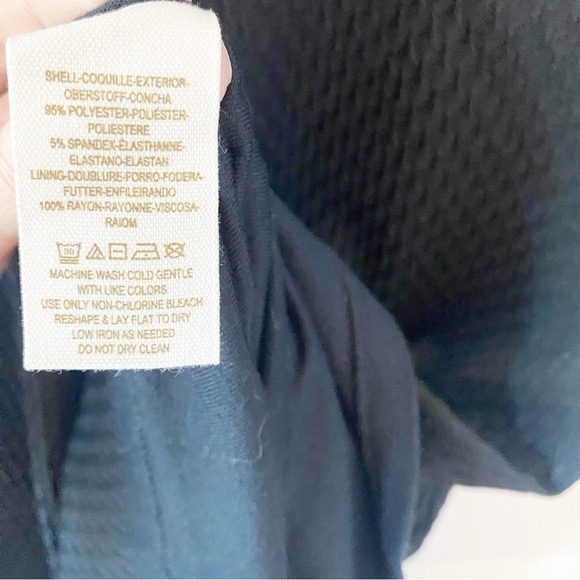 SHELL-COQUILLE-EXTERIOR-
OBERSTOFF-CONCHA
95% POLYESTER-POLIÉSTER-
POLIESTERE
5% SPANDEX-ÉLASTHANNE-
ELASTANO-ELASTAN
LINING-DOUBLURE-FORRO-FODERA-
FUTTER-ENFILEIRANDO
100% RAYON-RAYONNE-VISCOSA-
RAIOM
30
MACHINE WASH COLD GENTLE
WITH LIKE COLORS
USE ONLY NON-CHLORINE BLEACH
RESHAPE & LAY FLAT TO DRY
LOW IRON AS NEEDED
DO NOT DRY CLEAN